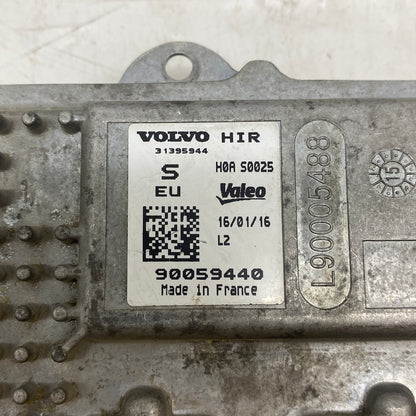 VOLVO HIR
31395944
S H0A S0025
EU Valeo
16/01/16
L2
90059440
Made in France
L90005488
15